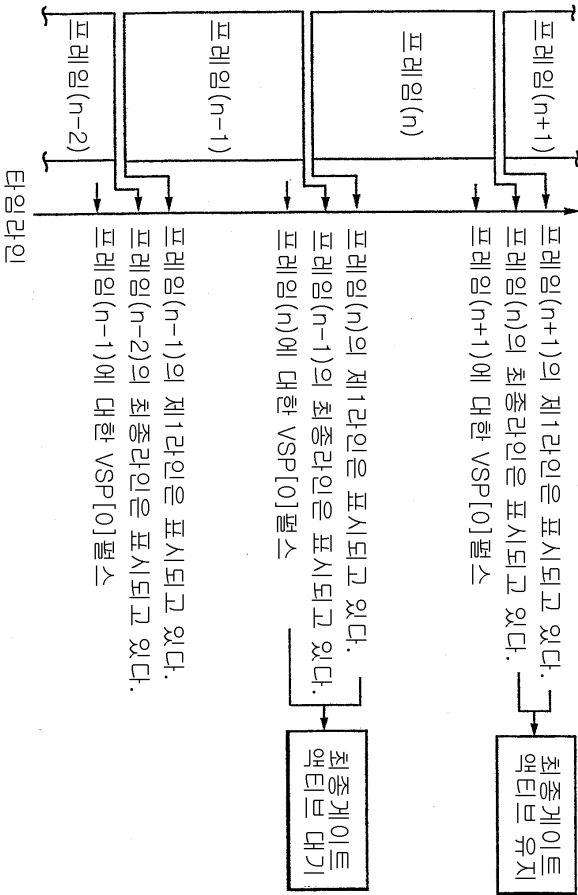 프레임(n+1)
프레임(n+1)의 제1라인은 표시되고 있다.
프레임(n)의 최종라인은 표시되고 있다.
프레임(n+1)에 대한 VSP[0]펄스
최종게이트
액티브 유지
프레임(n)
프레임(n)의 제1라인은 표시되고 있다.
프레임(n-1)의 최종라인은 표시되고 있다.
프레임(n)에 대한 VSP[0]펄스
최종게이트
액티브 대기
프레임(n-1)
프레임(n-1)의 제1라인은 표시되고 있다.
프레임(n-2)의 최종라인은 표시되고 있다.
프레임(n-1)에 대한 VSP[0]펄스
프레임(n-2)
타임라인